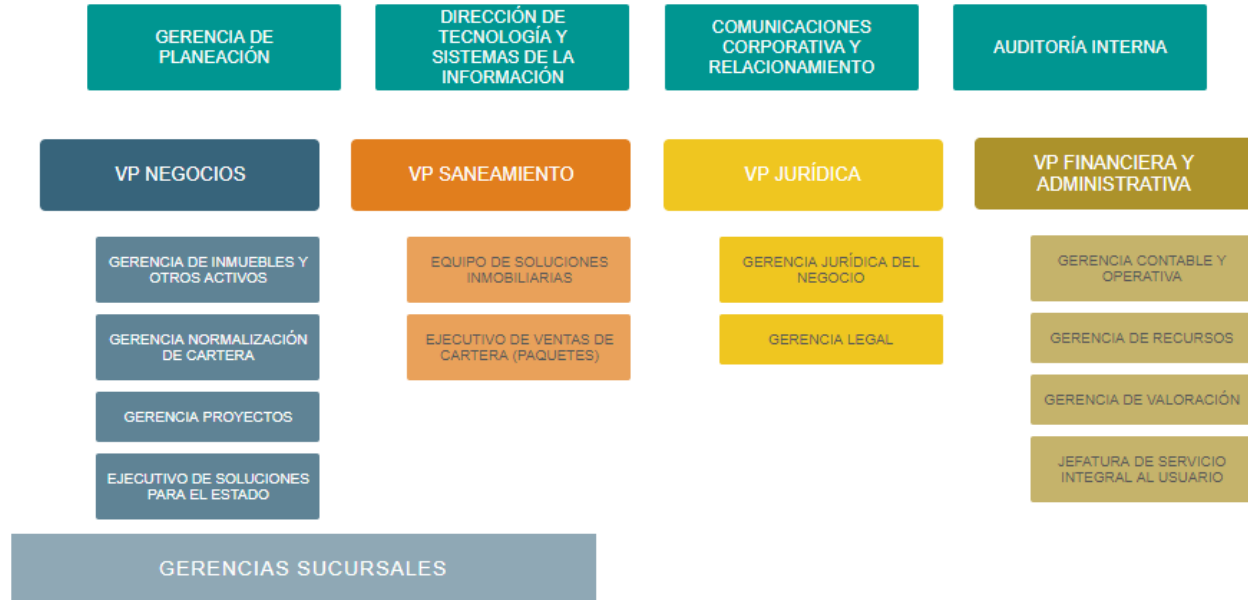 GERENCIA DE
PLANEACIÓN
DIRECCIÓN DE
TECNOLOGÍA Y
SISTEMAS DE LA
INFORMACIÓN
COMUNICACIONES
CORPORATIVA Y
RELACIONAMIENTO
AUDITORÍA INTERNA
VP NEGOCIOS
VP SANEAMIENTO
VP JURÍDICA
VP FINANCIERA Y
ADMINISTRATIVA
GERENCIA DE INMUEBLES Y
OTROS ACTIVOS
GERENCIA NORMALIZACIÓN
DE CARTERA
GERENCIA PROYECTOS
EJECUTIVO DE SOLUCIONES
PARA EL ESTADO
EQUIPO DE SOLUCIONES
INMOBILIARIAS
EJECUTIVO DE VENTAS DE
CARTERA (PAQUETES)
GERENCIA JURÍDICA DEL
NEGOCIO
GERENCIA LEGAL
GERENCIA CONTABLE Y
OPERATIVA
GERENCIA DE RECURSOS
GERENCIA DE VALORACIÓN
JEFATURA DE SERVICIO
INTEGRAL AL USUARIO
GERENCIAS SUCURSALES